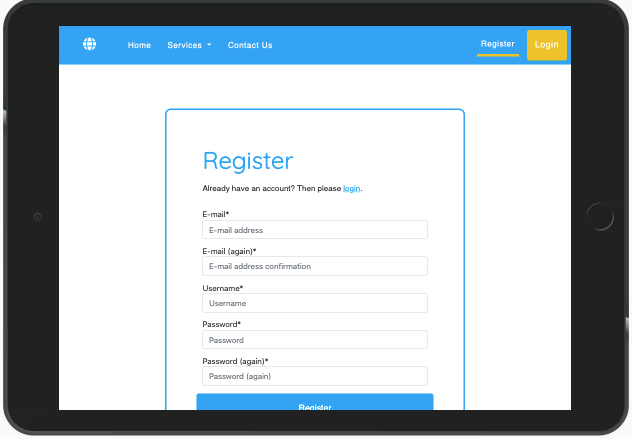 Home Services Contact Us Register Login
Register
Already have an account? Then please login.
E-mail*
E-mail address
E-mail (again)*
E-mail address confirmation
Username*
Username
Password*
Password
Password (again)*
Password (again)
Register